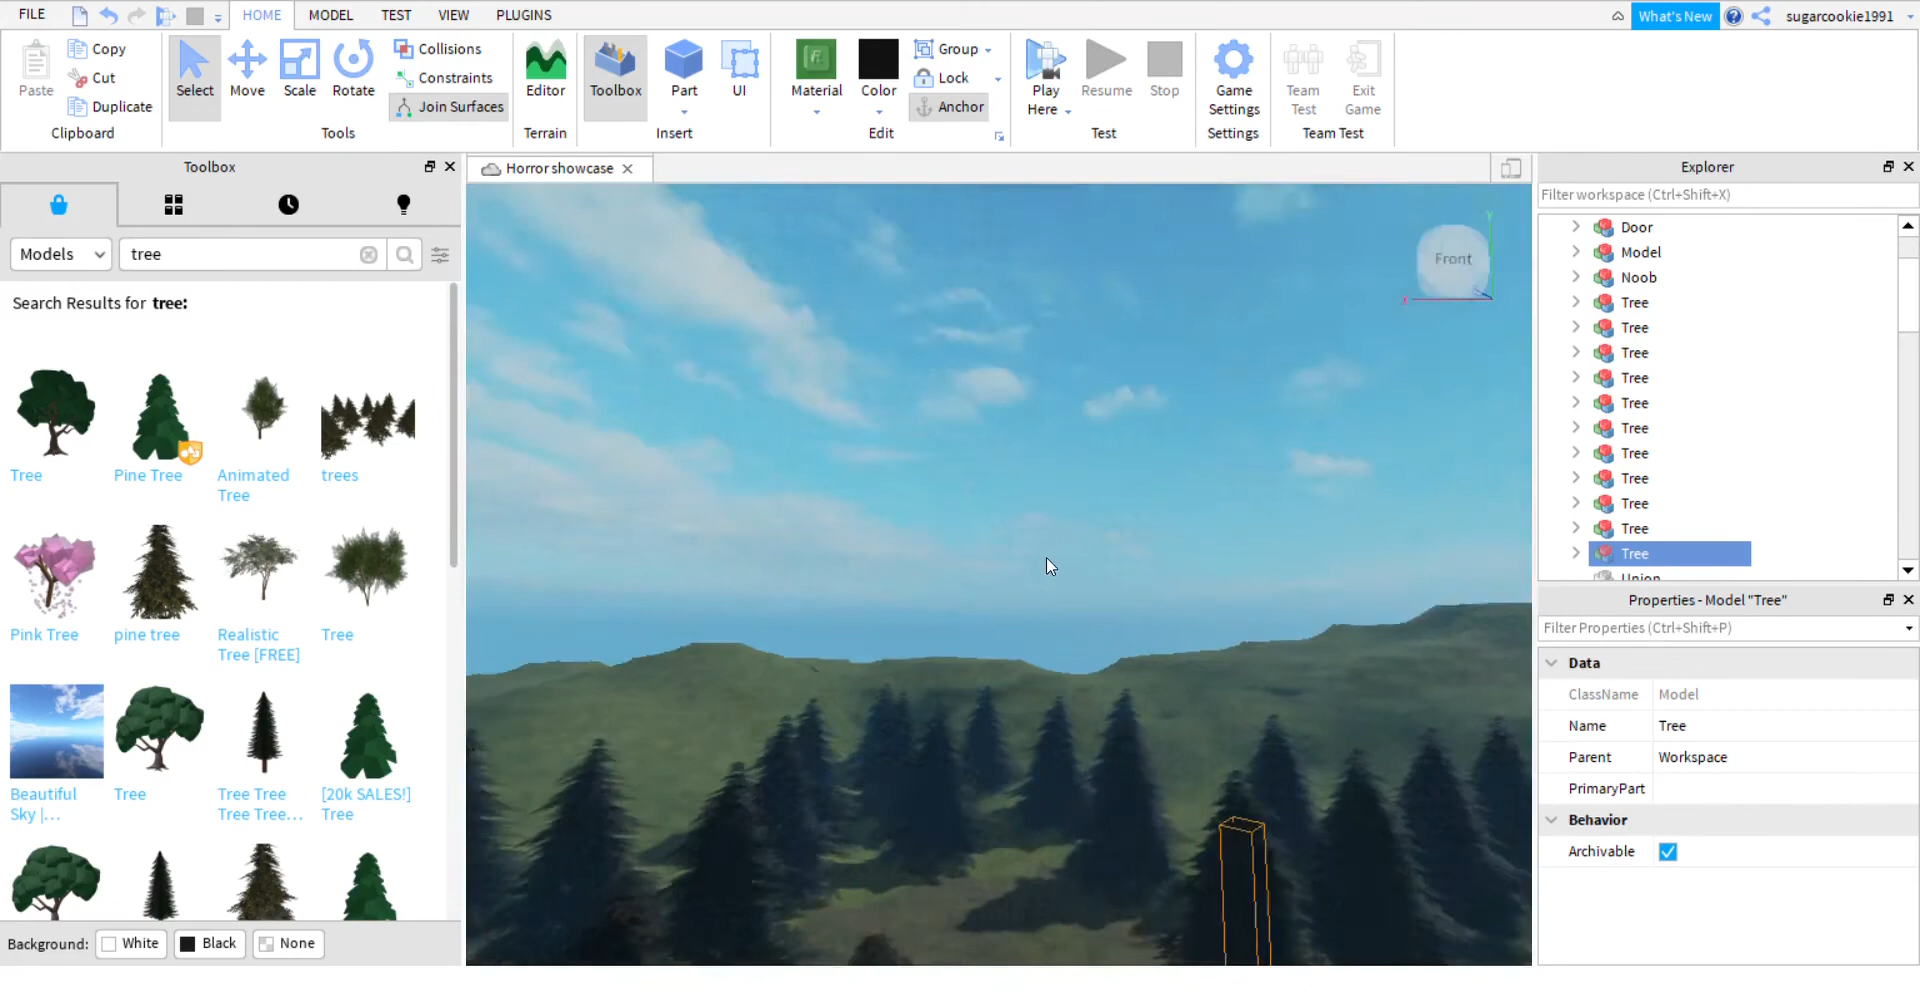 FILE HOME MODEL TEST VIEW PLUGINS What's New sugarcookie1991
Paste Copy Cut Duplicate Clipboard
Select Move Scale Rotate Collisions Constraints Join Surfaces Tools
Editor Terrain
Toolbox Part UI Insert
Material Color Group Lock Anchor Edit
Play Here Resume Stop Test
Game Settings Settings
Team Test Exit Game Team Test
Toolbox
Models tree
Search Results for tree:
Tree Pine Tree Animated Tree trees
Pink Tree pine tree Realistic Tree [FREE] Tree
Beautiful Sky |... Tree Tree Tree Tree Tree... [20k SALES!] Tree
Background: White Black None
Horror showcase
Front
Y
X
Explorer
Filter workspace (Ctrl+Shift+X)
Door
Model
Noob
Tree
Tree
Tree
Tree
Tree
Tree
Tree
Tree
Tree
Tree
Tree
Union
Properties - Model "Tree"
Filter Properties (Ctrl+Shift+P)
Data
ClassName Model
Name Tree
Parent Workspace
PrimaryPart
Behavior
Archivable